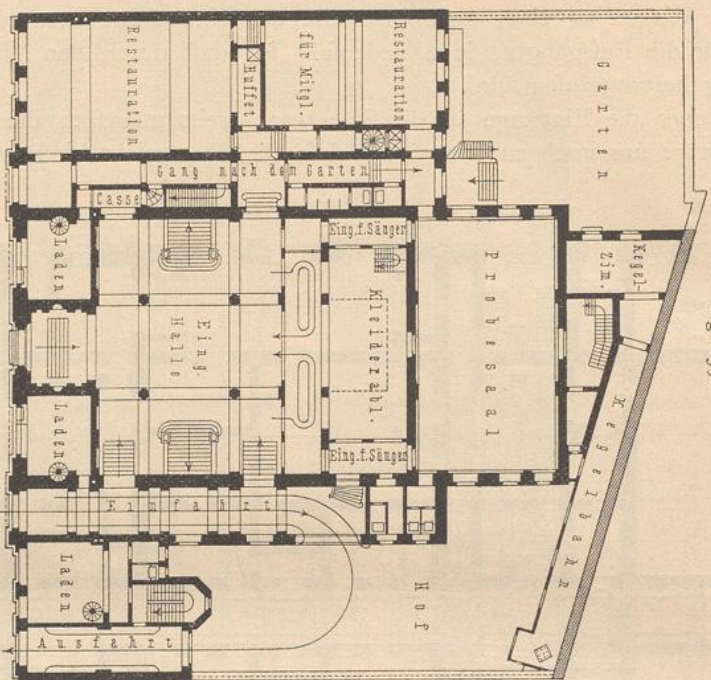 Restauration
Buffet
für Mitgl.
Restauration
Garten
Gang nach dem Garten
Casse
Laden
Eing. f. Sänger
Eing.
Halle
Kleiderabl.
Probesaal
Kegel-
Zim.
Laden
Eing. f. Sänger
Kegelbahn
Einfahrt
Laden
Hof
Ausfahrt